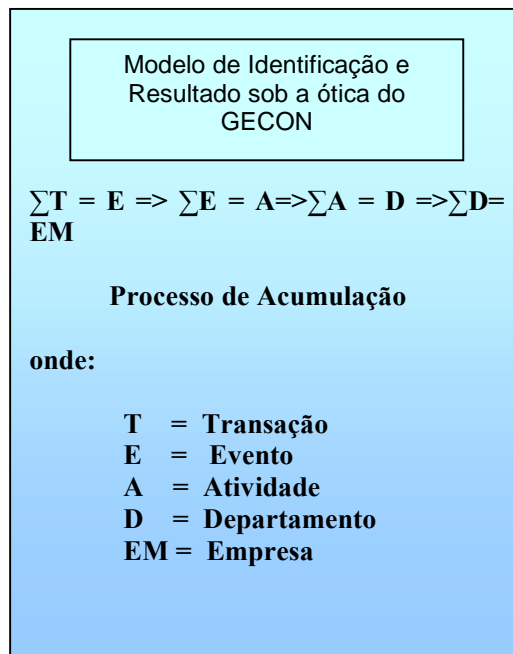 Modelo de Identificação e
Resultado sob a ótica do
GECON
∑T = E => ∑E = A=>∑A = D =>∑D=
EM
Processo de Acumulação
onde:
T = Transação
E = Evento
A = Atividade
D = Departamento
EM = Empresa